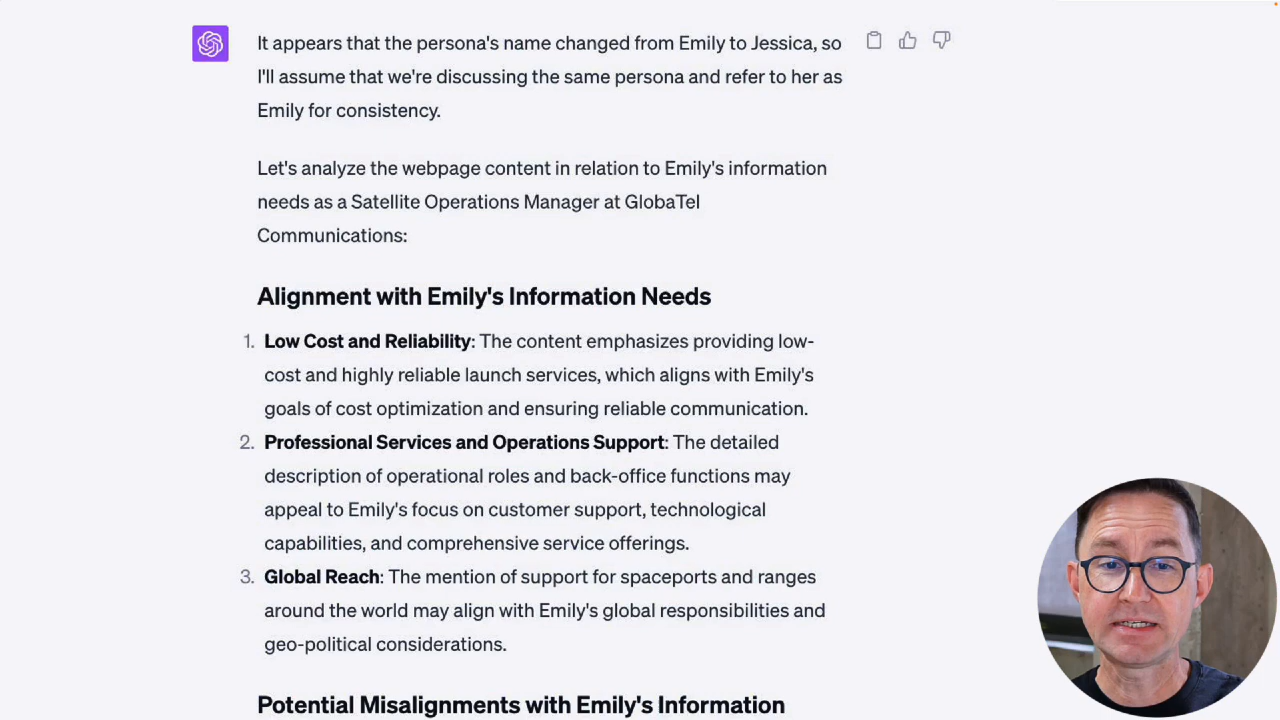 It appears that the persona's name changed from Emily to Jessica, so
I'll assume that we're discussing the same persona and refer to her as
Emily for consistency.
Let's analyze the webpage content in relation to Emily's information
needs as a Satellite Operations Manager at GlobaTel
Communications:
Alignment with Emily's Information Needs
1. Low Cost and Reliability: The content emphasizes providing low-
cost and highly reliable launch services, which aligns with Emily's
goals of cost optimization and ensuring reliable communication.
2. Professional Services and Operations Support: The detailed
description of operational roles and back-office functions may
appeal to Emily's focus on customer support, technological
capabilities, and comprehensive service offerings.
3. Global Reach: The mention of support for spaceports and ranges
around the world may align with Emily's global responsibilities and
geo-political considerations.
Potential Misalignments with Emily's Information